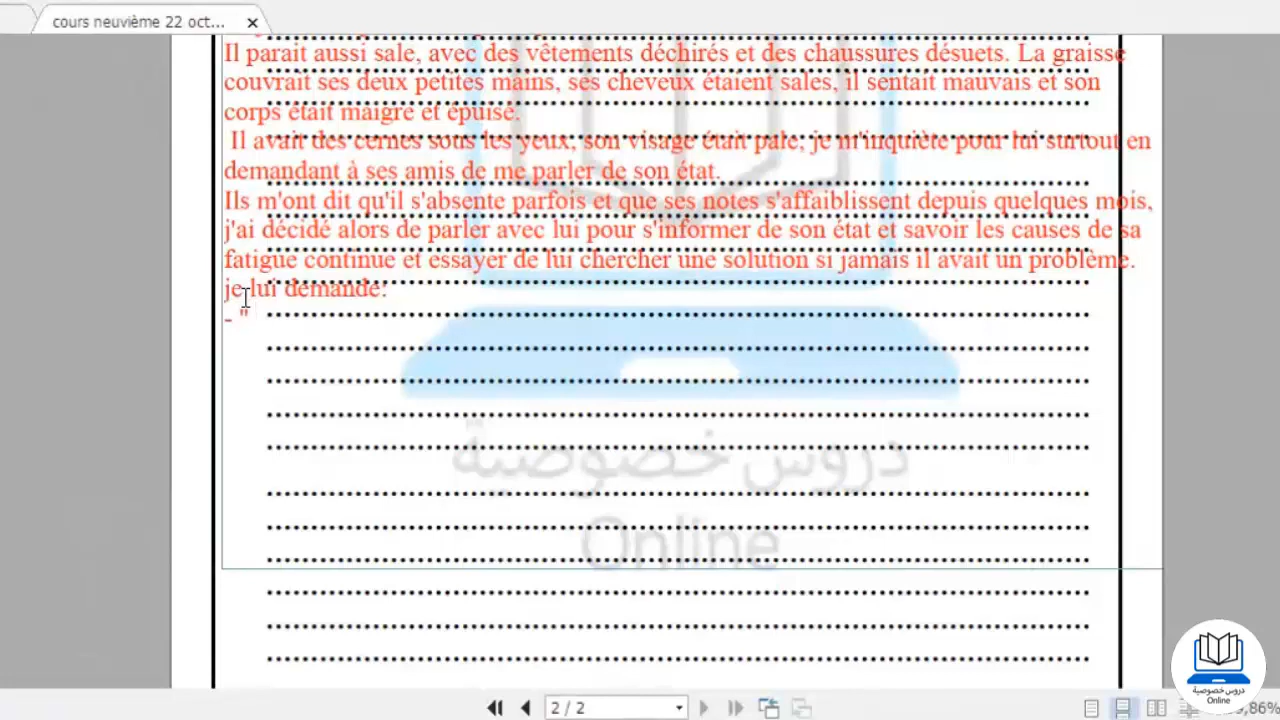 cours neuvième 22 oct...
Il parait aussi sale, avec des vêtements déchirés et des chaussures désuets. La graisse
couvrait ses deux petites mains, ses cheveux étaient sales, il sentait mauvais et son
corps était maigre et épuisé.
Il avait des cernes sous les yeux, son visage était pale, je m'inquiète pour lui surtout en
demandant à ses amis de me parler de son état.
Ils m'ont dit qu'il s'absente parfois et que ses notes s'affaiblissent depuis quelques mois,
j'ai décidé alors de parler avec lui pour s'informer de son état et savoir les causes de sa
fatigue continue et essayer de lui chercher une solution si jamais il avait un problème.
je lui demande:
- "
دروس خصوصية
Online
دروس خصوصية
Online
2 / 2
9,86%